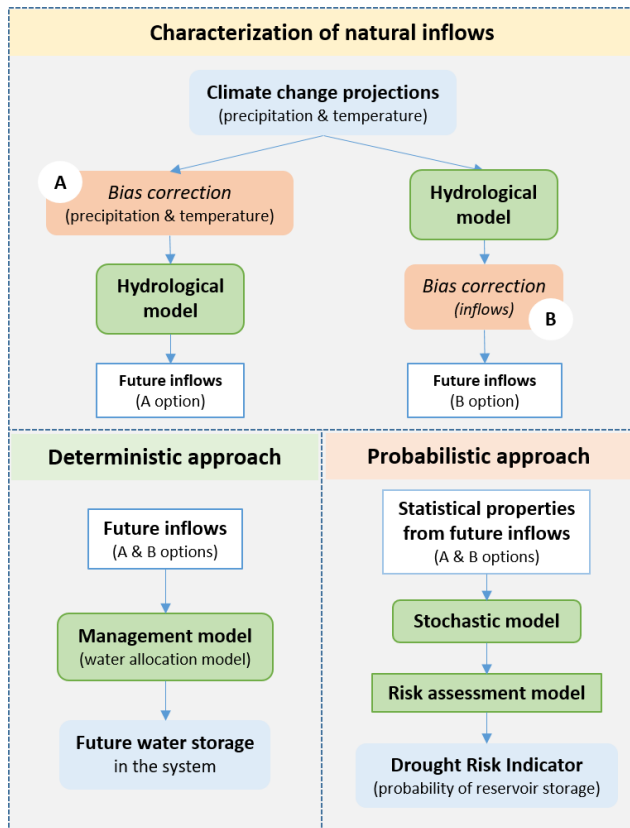 Characterization of natural inflows
Climate change projections
(precipitation & temperature)
A
Bias correction
(precipitation & temperature)
Hydrological
model
Future inflows
(A option)
Hydrological
model
Bias correction
(inflows)
B
Future inflows
(B option)
Deterministic approach
Future inflows
(A & B options)
Management model
(water allocation model)
Future water storage
in the system
Probabilistic approach
Statistical properties
from future inflows
(A & B options)
Stochastic model
Risk assessment model
Drought Risk Indicator
(probability of reservoir storage)